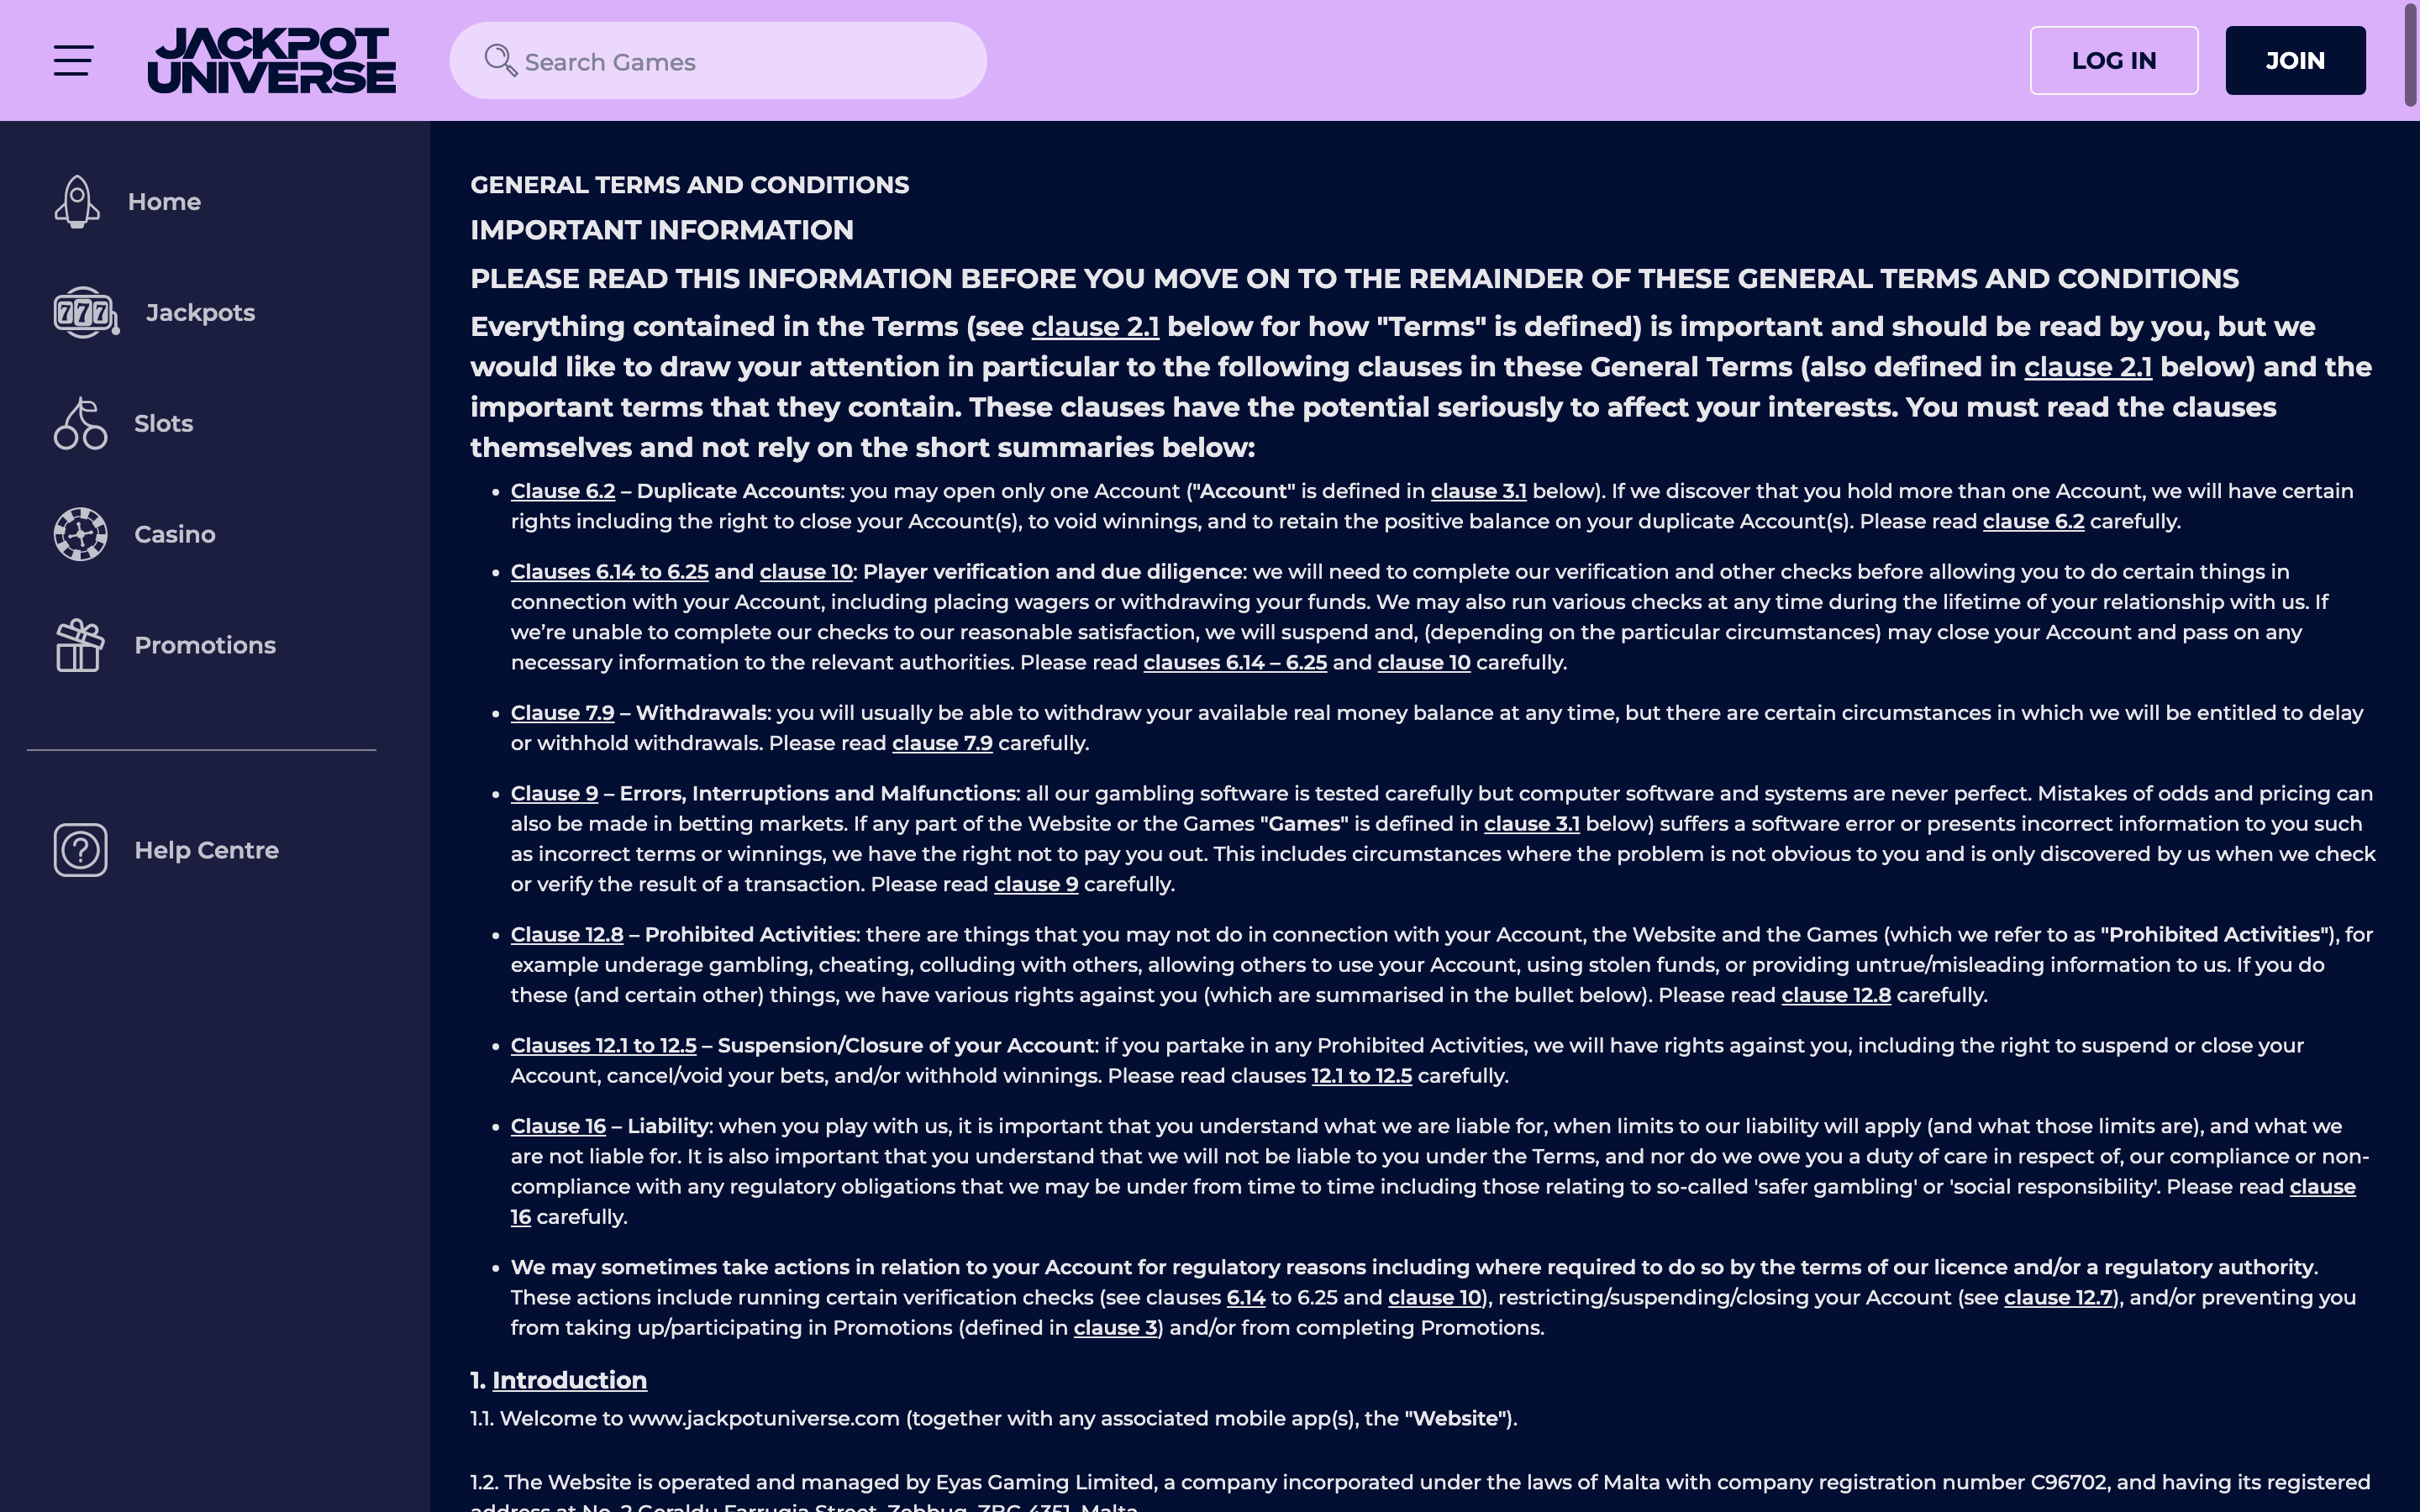 JACKPOT
UNIVERSE
Search Games
LOG IN
JOIN
Home
Jackpots
Slots
Casino
Promotions
Help Centre
GENERAL TERMS AND CONDITIONS
IMPORTANT INFORMATION
PLEASE READ THIS INFORMATION BEFORE YOU MOVE ON TO THE REMAINDER OF THESE GENERAL TERMS AND CONDITIONS
Everything contained in the Terms (see clause 2.1 below for how "Terms" is defined) is important and should be read by you, but we
would like to draw your attention in particular to the following clauses in these General Terms (also defined in clause 2.1 below) and the
important terms that they contain. These clauses have the potential seriously to affect your interests. You must read the clauses
themselves and not rely on the short summaries below:
• Clause 6.2 – Duplicate Accounts: you may open only one Account ("Account" is defined in clause 3.1 below). If we discover that you hold more than one Account, we will have certain
rights including the right to close your Account(s), to void winnings, and to retain the positive balance on your duplicate Account(s). Please read clause 6.2 carefully.
• Clauses 6.14 to 6.25 and clause 10: Player verification and due diligence: we will need to complete our verification and other checks before allowing you to do certain things in
connection with your Account, including placing wagers or withdrawing your funds. We may also run various checks at any time during the lifetime of your relationship with us. If
we’re unable to complete our checks to our reasonable satisfaction, we will suspend and, (depending on the particular circumstances) may close your Account and pass on any
necessary information to the relevant authorities. Please read clauses 6.14 – 6.25 and clause 10 carefully.
• Clause 7.9 – Withdrawals: you will usually be able to withdraw your available real money balance at any time, but there are certain circumstances in which we will be entitled to delay
or withhold withdrawals. Please read clause 7.9 carefully.
• Clause 9 – Errors, Interruptions and Malfunctions: all our gambling software is tested carefully but computer software and systems are never perfect. Mistakes of odds and pricing can
also be made in betting markets. If any part of the Website or the Games "Games" is defined in clause 3.1 below) suffers a software error or presents incorrect information to you such
as incorrect terms or winnings, we have the right not to pay you out. This includes circumstances where the problem is not obvious to you and is only discovered by us when we check
or verify the result of a transaction. Please read clause 9 carefully.
• Clause 12.8 – Prohibited Activities: there are things that you may not do in connection with your Account, the Website and the Games (which we refer to as "Prohibited Activities"), for
example underage gambling, cheating, colluding with others, allowing others to use your Account, using stolen funds, or providing untrue/misleading information to us. If you do
these (and certain other) things, we have various rights against you (which are summarised in the bullet below). Please read clause 12.8 carefully.
• Clauses 12.1 to 12.5 – Suspension/Closure of your Account: if you partake in any Prohibited Activities, we will have rights against you, including the right to suspend or close your
Account, cancel/void your bets, and/or withhold winnings. Please read clauses 12.1 to 12.5 carefully.
• Clause 16 – Liability: when you play with us, it is important that you understand what we are liable for, when limits to our liability will apply (and what those limits are), and what we
are not liable for. It is also important that you understand that we will not be liable to you under the Terms, and nor do we owe you a duty of care in respect of, our compliance or non-
compliance with any regulatory obligations that we may be under from time to time including those relating to so-called 'safer gambling' or 'social responsibility'. Please read clause
16 carefully.
• We may sometimes take actions in relation to your Account for regulatory reasons including where required to do so by the terms of our licence and/or a regulatory authority.
These actions include running certain verification checks (see clauses 6.14 to 6.25 and clause 10), restricting/suspending/closing your Account (see clause 12.7), and/or preventing you
from taking up/participating in Promotions (defined in clause 3) and/or from completing Promotions.
1. Introduction
1.1. Welcome to www.jackpotuniverse.com (together with any associated mobile app(s), the "Website").
1.2. The Website is operated and managed by Eyas Gaming Limited, a company incorporated under the laws of Malta with company registration number C96702, and having its registered
address at No. 2 Geraldu Farrugia Street, Zebbug, ZBG 4351, Malta